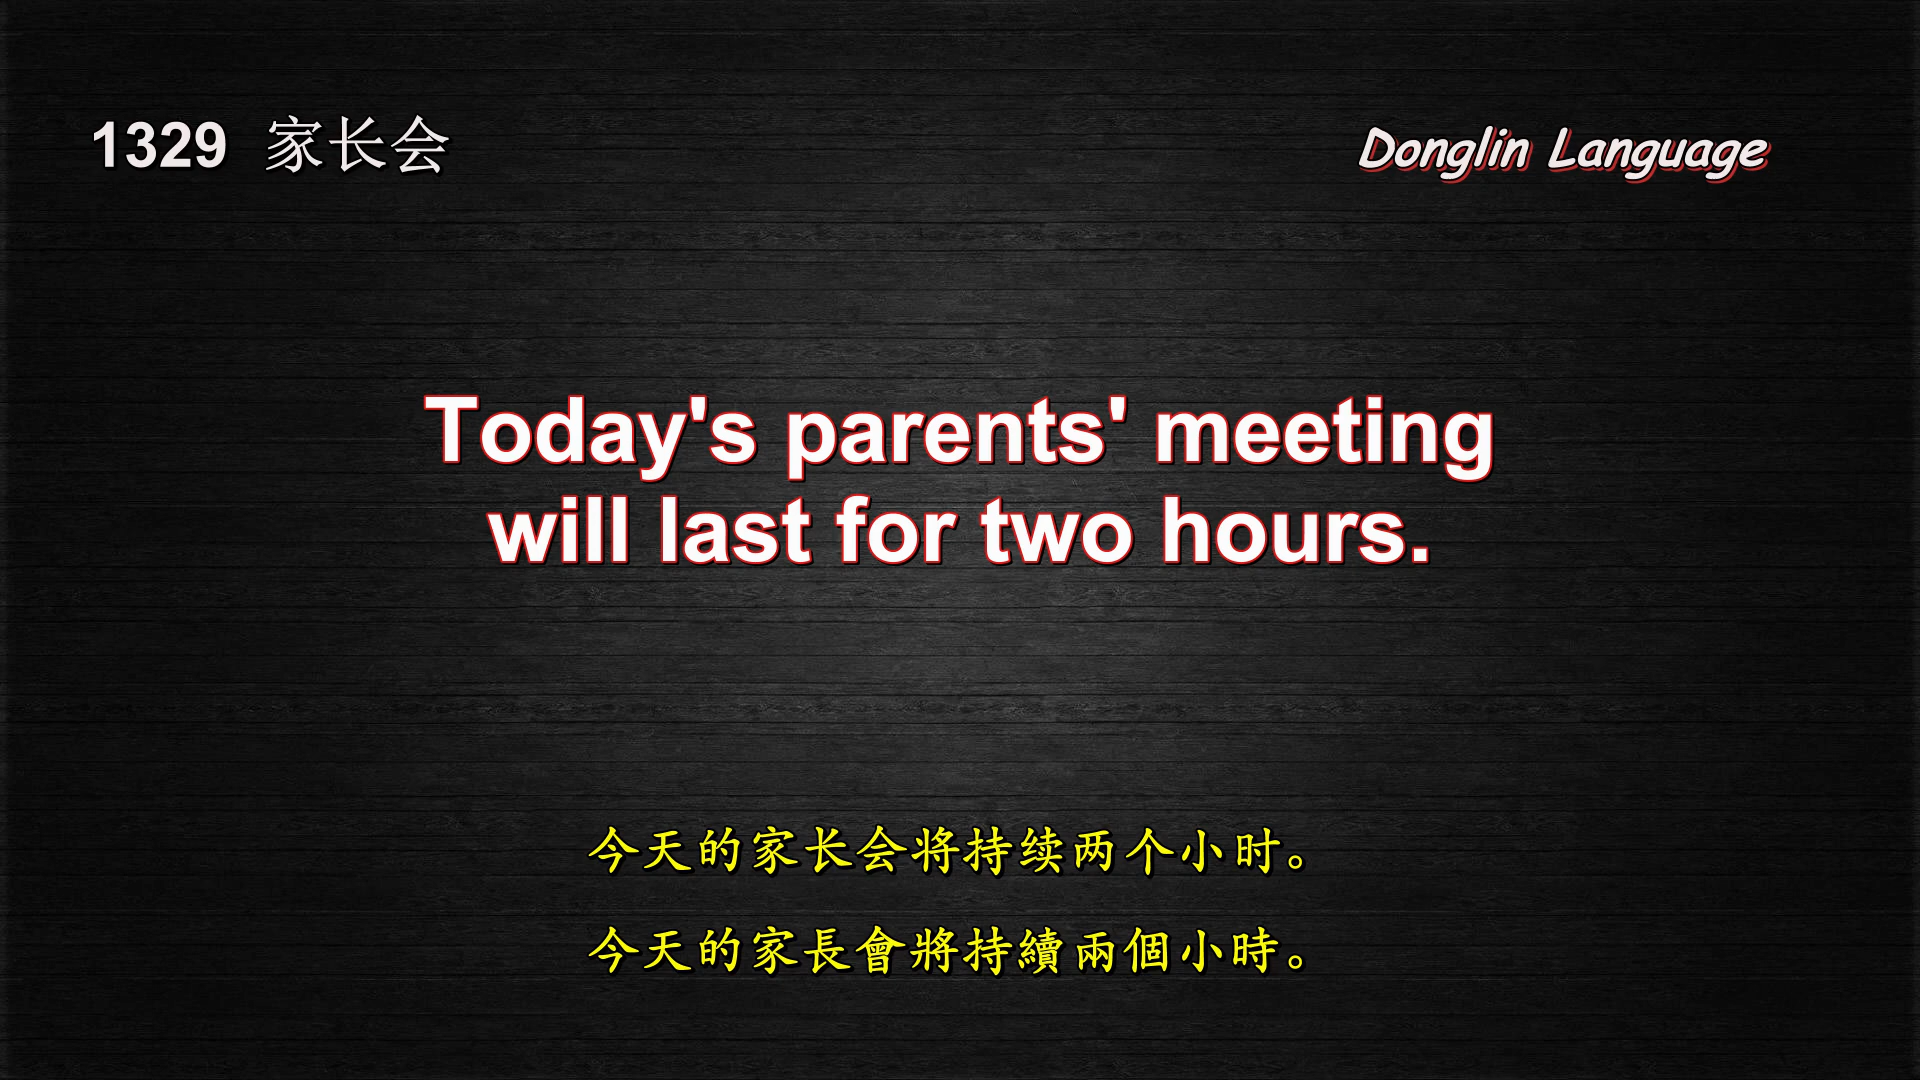 1329 家长会
Donglin Language
Today's parents' meeting
will last for two hours.
今天的家长会将持续两个小时。
今天的家長會將持續兩個小時。